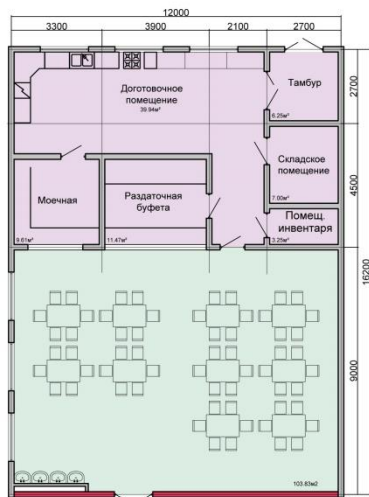 12000
3300 3900 2100 2700
Тамбур
6.25м²
2700
Доготовочное
помещение
39.94м²
Складское
помещение
7.00м²
4500
Моечная
9.61м²
Раздаточная
буфета
11.47м²
Помещ.
инвентаря
3.25м²
16200
9000
103.83м2